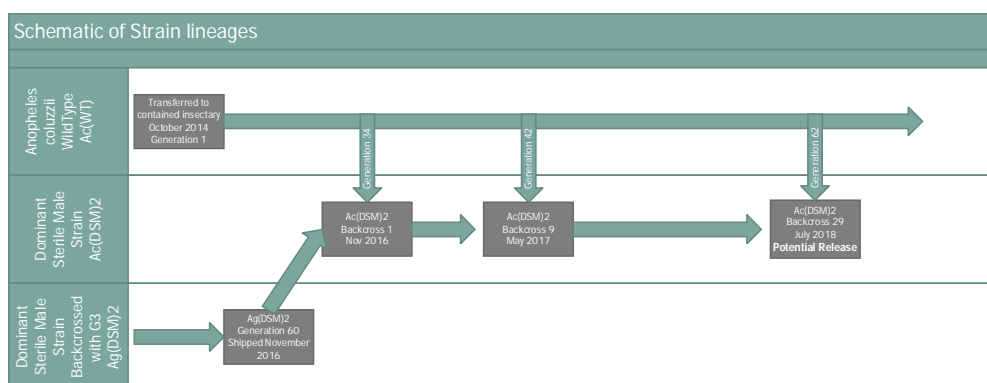 Schematic of Strain lineages
Anopheles
coluzzii
WildType
Ac(WT)
Transferred to
contained insectary
October 2014
Generation 1
Generation 34
Generation 42
Generation 62
Dominant
Sterile Male
Strain
Ac(DSM)2
Ac(DSM)2
Backcross 1
Nov 2016
Ac(DSM)2
Backcross 9
May 2017
Ac(DSM)2
Backcross 29
July 2018
Potential Release
Dominant
Sterile Male
Strain
Backcrossed
with G3
Ag(DSM)2
Ag(DSM)2
Generation 60
Shipped November
2016